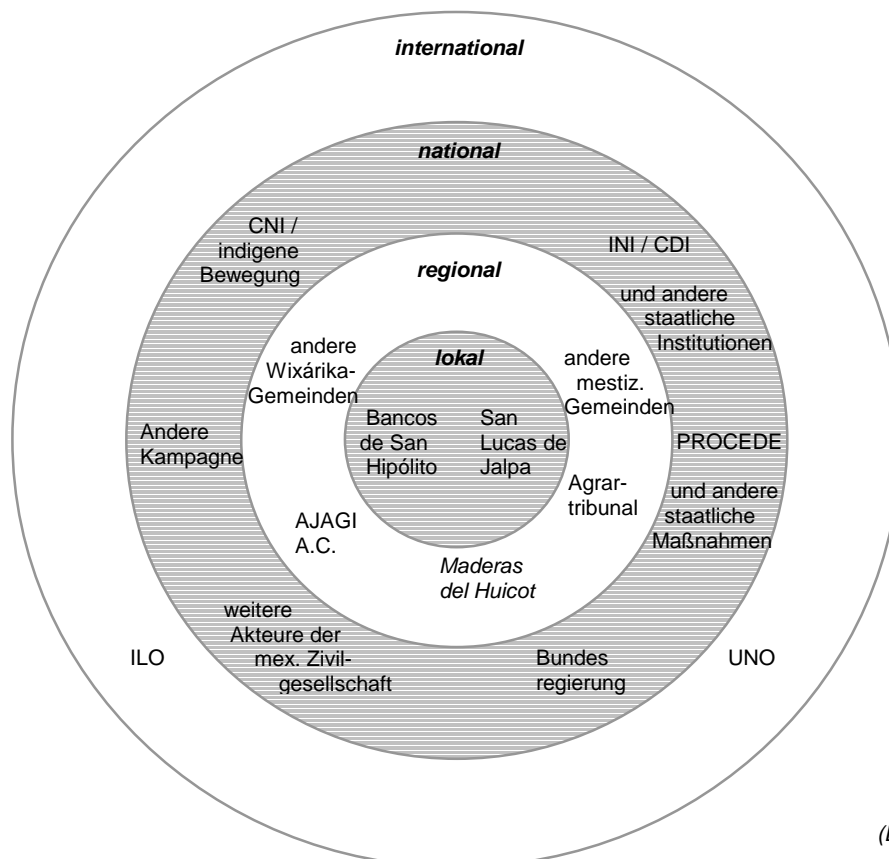 international
national
CNI /
indigene
Bewegung
INI / CDI
und andere
staatliche
Institutionen
regional
andere
Wixárika-
Gemeinden
lokal
andere
mestiz.
Gemeinden
Bancos
de San
Hipólito
San
Lucas de
Jalpa
Andere
Kampagne
PROCEDE
und andere
staatliche
Maßnahmen
Agrar-
tribunal
AJAGI
A.C.
Maderas
del Huicot
weitere
Akteure der
mex. Zivil-
gesellschaft
Bundes
regierung
ILO
UNO